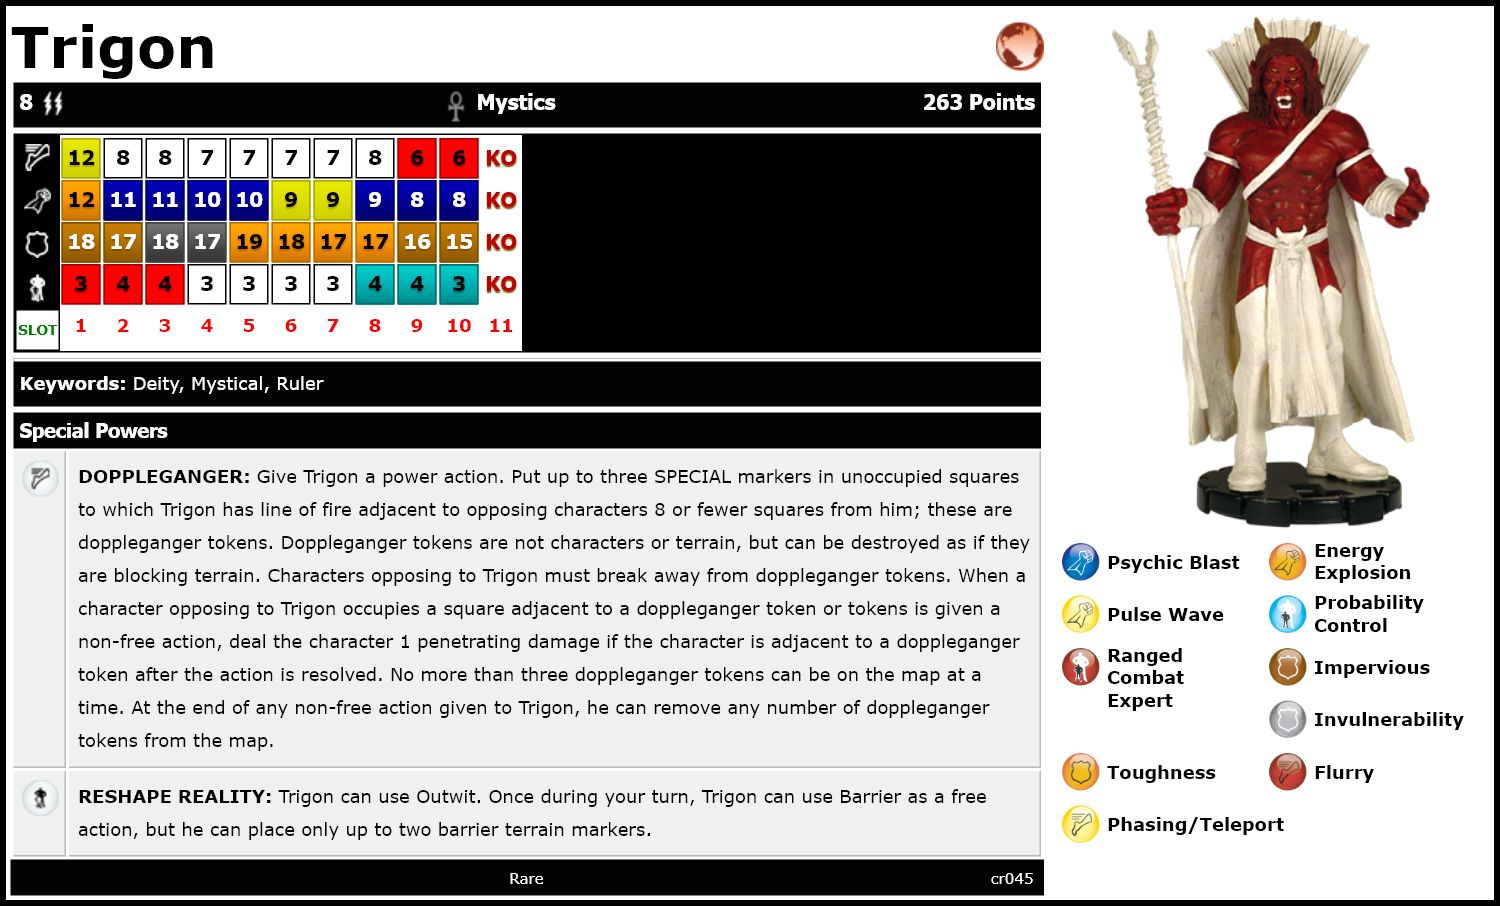 Trigon
8 Mystics 263 Points
12 8 8 7 7 7 7 8 6 6 KO
12 11 11 10 10 9 9 9 8 8 KO
18 17 18 17 19 18 17 17 16 15 KO
3 4 4 3 3 3 3 4 4 3 KO
SLOT 1 2 3 4 5 6 7 8 9 10 11
Keywords: Deity, Mystical, Ruler
Special Powers
DOPPLEGANGER: Give Trigon a power action. Put up to three SPECIAL markers in unoccupied squares
to which Trigon has line of fire adjacent to opposing characters 8 or fewer squares from him; these are
doppleganger tokens. Doppleganger tokens are not characters or terrain, but can be destroyed as if they
are blocking terrain. Characters opposing to Trigon must break away from doppleganger tokens. When a
character opposing to Trigon occupies a square adjacent to a doppleganger token or tokens is given a
non-free action, deal the character 1 penetrating damage if the character is adjacent to a doppleganger
token after the action is resolved. No more than three doppleganger tokens can be on the map at a
time. At the end of any non-free action given to Trigon, he can remove any number of doppleganger
tokens from the map.
RESHAPE REALITY: Trigon can use Outwit. Once during your turn, Trigon can use Barrier as a free
action, but he can place only up to two barrier terrain markers.
Rare cr045
Psychic Blast
Energy
Explosion
Pulse Wave
Probability
Control
Ranged
Combat
Expert
Impervious
Invulnerability
Toughness
Flurry
Phasing/Teleport